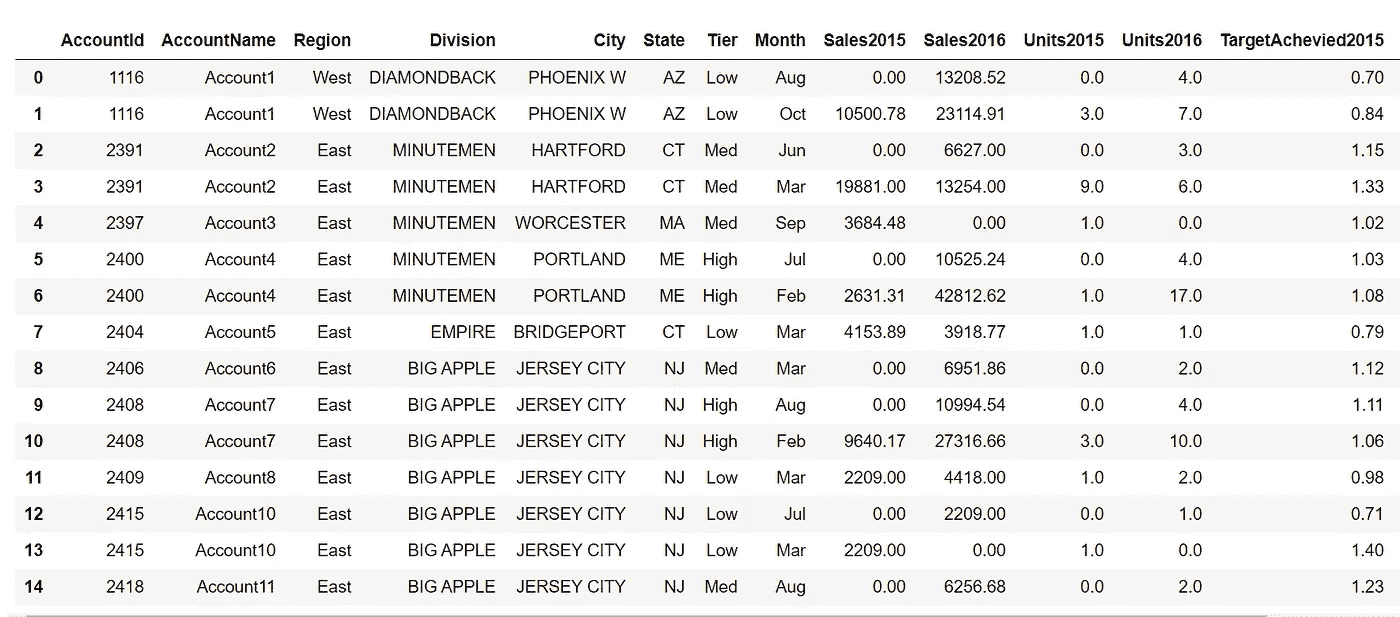 AccountId AccountName Region Division City State Tier Month Sales2015 Sales2016 Units2015 Units2016 TargetAchevied2015
0 1116 Account1 West DIAMONDBACK PHOENIX W AZ Low Aug 0.00 13208.52 0.0 4.0 0.70
1 1116 Account1 West DIAMONDBACK PHOENIX W AZ Low Oct 10500.78 23114.91 3.0 7.0 0.84
2 2391 Account2 East MINUTEMEN HARTFORD CT Med Jun 0.00 6627.00 0.0 3.0 1.15
3 2391 Account2 East MINUTEMEN HARTFORD CT Med Mar 19881.00 13254.00 9.0 6.0 1.33
4 2397 Account3 East MINUTEMEN WORCESTER MA Med Sep 3684.48 0.00 1.0 0.0 1.02
5 2400 Account4 East MINUTEMEN PORTLAND ME High Jul 0.00 10525.24 0.0 4.0 1.03
6 2400 Account4 East MINUTEMEN PORTLAND ME High Feb 2631.31 42812.62 1.0 17.0 1.08
7 2404 Account5 East EMPIRE BRIDGEPORT CT Low Mar 4153.89 3918.77 1.0 1.0 0.79
8 2406 Account6 East BIG APPLE JERSEY CITY NJ Med Mar 0.00 6951.86 0.0 2.0 1.12
9 2408 Account7 East BIG APPLE JERSEY CITY NJ High Aug 0.00 10994.54 0.0 4.0 1.11
10 2408 Account7 East BIG APPLE JERSEY CITY NJ High Feb 9640.17 27316.66 3.0 10.0 1.06
11 2409 Account8 East BIG APPLE JERSEY CITY NJ Low Mar 2209.00 4418.00 1.0 2.0 0.98
12 2415 Account10 East BIG APPLE JERSEY CITY NJ Low Jul 0.00 2209.00 0.0 1.0 0.71
13 2415 Account10 East BIG APPLE JERSEY CITY NJ Low Mar 2209.00 0.00 1.0 0.0 1.40
14 2418 Account11 East BIG APPLE JERSEY CITY NJ Med Aug 0.00 6256.68 0.0 2.0 1.23